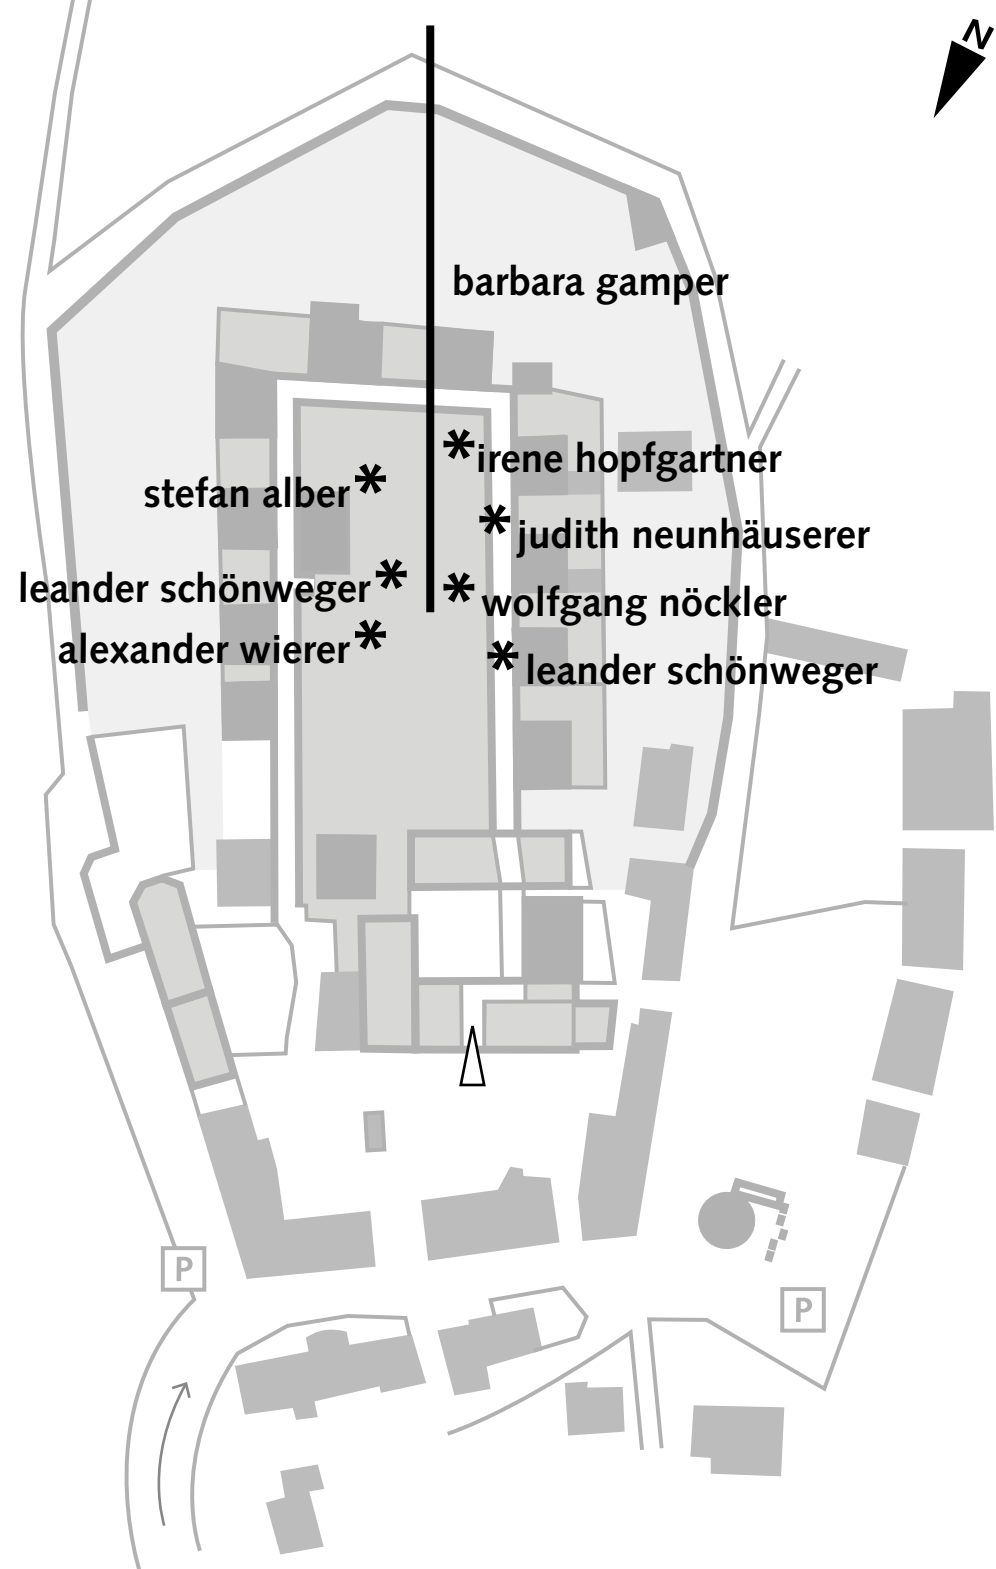 N
barbara gamper
irene hopfgartner
stefan alber
judith neunhäuserer
leander schönweger
wolfgang nöckler
alexander wierer
leander schönweger
P
P